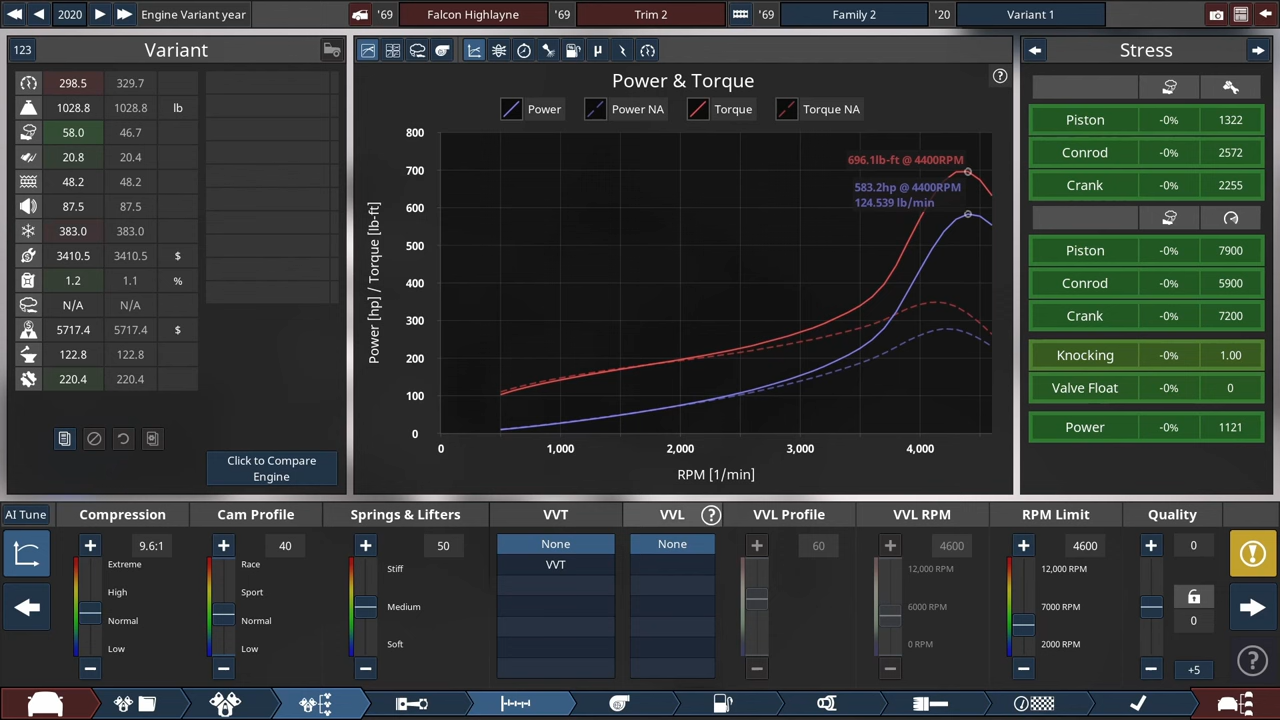 2020
Engine Variant year
'69
Falcon Highlayne
'69
Trim 2
'69
Family 2
'20
Variant 1
123
Variant
298.5 329.7
1028.8 1028.8 lb
58.0 46.7
20.8 20.4
48.2 48.2
87.5 87.5
383.0 383.0
3410.5 3410.5 $
1.2 1.1 %
N/A N/A
5717.4 5717.4 $
122.8 122.8
220.4 220.4
Click to Compare
Engine
μ
Power & Torque
?
Power
Power NA
Torque
Torque NA
Power [hp] / Torque [lb-ft]
800
700
600
500
400
300
200
100
0
696.1lb-ft @ 4400RPM
583.2hp @ 4400RPM
124.539 lb/min
0 1,000 2,000 3,000 4,000
RPM [1/min]
Stress
Piston -0% 1322
Conrod -0% 2572
Crank -0% 2255
Piston -0% 7900
Conrod -0% 5900
Crank -0% 7200
Knocking -0% 1.00
Valve Float -0% 0
Power -0% 1121
AI Tune
Compression
+
9.6:1
Extreme
High
Normal
Low
Cam Profile
+
40
Race
Sport
Normal
Low
Springs & Lifters
+
50
Stiff
Medium
Soft
VVT
None
VVT
VVL
?
None
VVL Profile
+
60
VVL RPM
+
4600
12,000 RPM
6000 RPM
0 RPM
RPM Limit
+
4600
12,000 RPM
7000 RPM
2000 RPM
Quality
+
0
0
+5
!
?